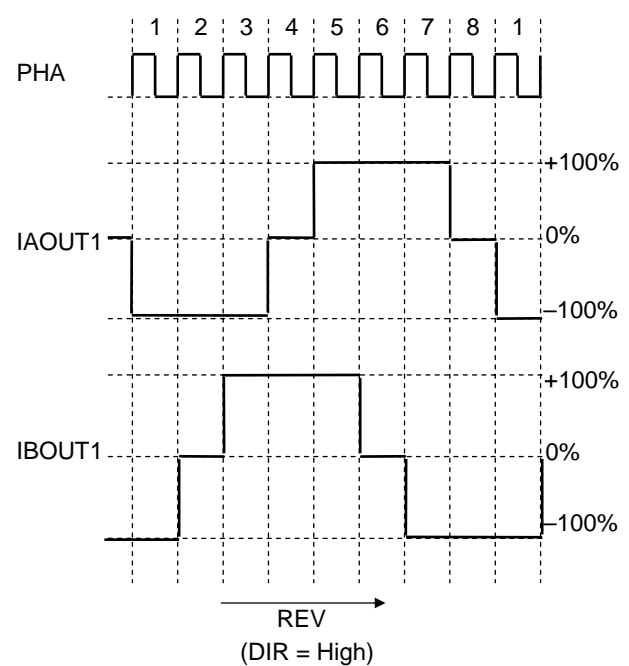 1 2 3 4 5 6 7 8 1
PHA
+100%
IAOUT1
0%
–100%
+100%
IBOUT1
0%
–100%
REV
(DIR = High)